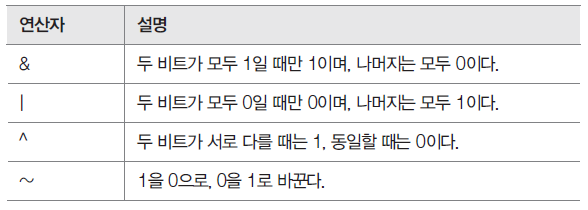 연산자 설명
& 두 비트가 모두 1일 때만 1이며, 나머지는 모두 0이다.
| 두 비트가 모두 0일 때만 0이며, 나머지는 모두 1이다.
^ 두 비트가 서로 다를 때는 1, 동일할 때는 0이다.
~ 1을 0으로, 0을 1로 바꾼다.